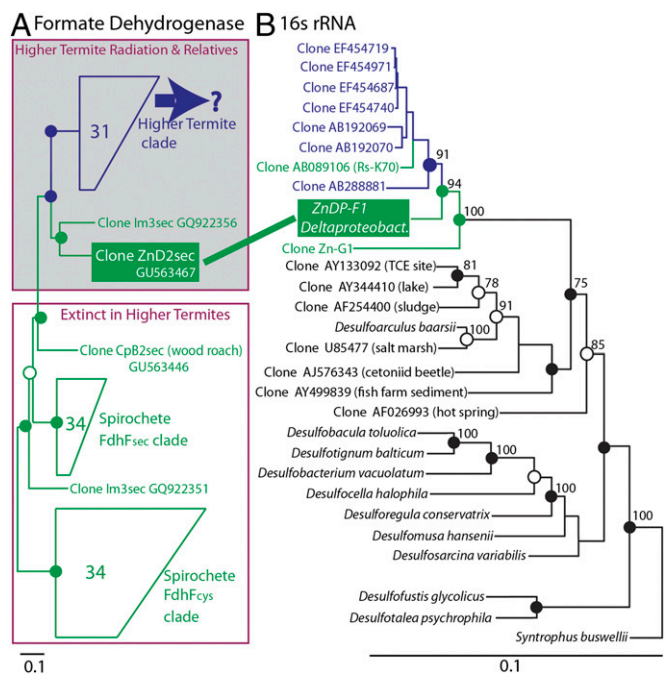 A Formate Dehydrogenase
Higher Termite Radiation & Relatives
31
?
Higher Termite
clade
Clone Im3sec GQ922356
Clone ZnD2sec
GU563467
Extinct in Higher Termites
Clone CpB2sec (wood roach)
GU563446
34
Spirochete
FdhFsec clade
Clone Im3sec GQ922351
34
Spirochete
FdhFcys
clade
0.1
B 16s rRNA
Clone EF454719
Clone EF454971
Clone EF454687
Clone EF454740
Clone AB192069
Clone AB192070
Clone AB089106 (Rs-K70)
91
Clone AB288881
94
ZnDP-F1
Deltaproteobact.
100
Clone Zn-G1
Clone AY133092 (TCE site)
81
Clone AY344410 (lake)
78
75
Clone AF254400 (sludge)
91
Desulfoarculus baarsii
100
Clone U85477 (salt marsh)
85
Clone AJ576343 (cetoniid beetle)
Clone AY499839 (fish farm sediment)
Clone AF026993 (hot spring)
Desulfobacula toluolica
100
Desulfotignum balticum
100
Desulfobacterium vacuolatum
Desulfocella halophila
100
Desulforegula conservatrix
Desulfomusa hansenii
100
Desulfosarcina variabilis
Desulfofustis glycolicus
Desulfotalea psychrophila
Syntrophus buswellii
0.1